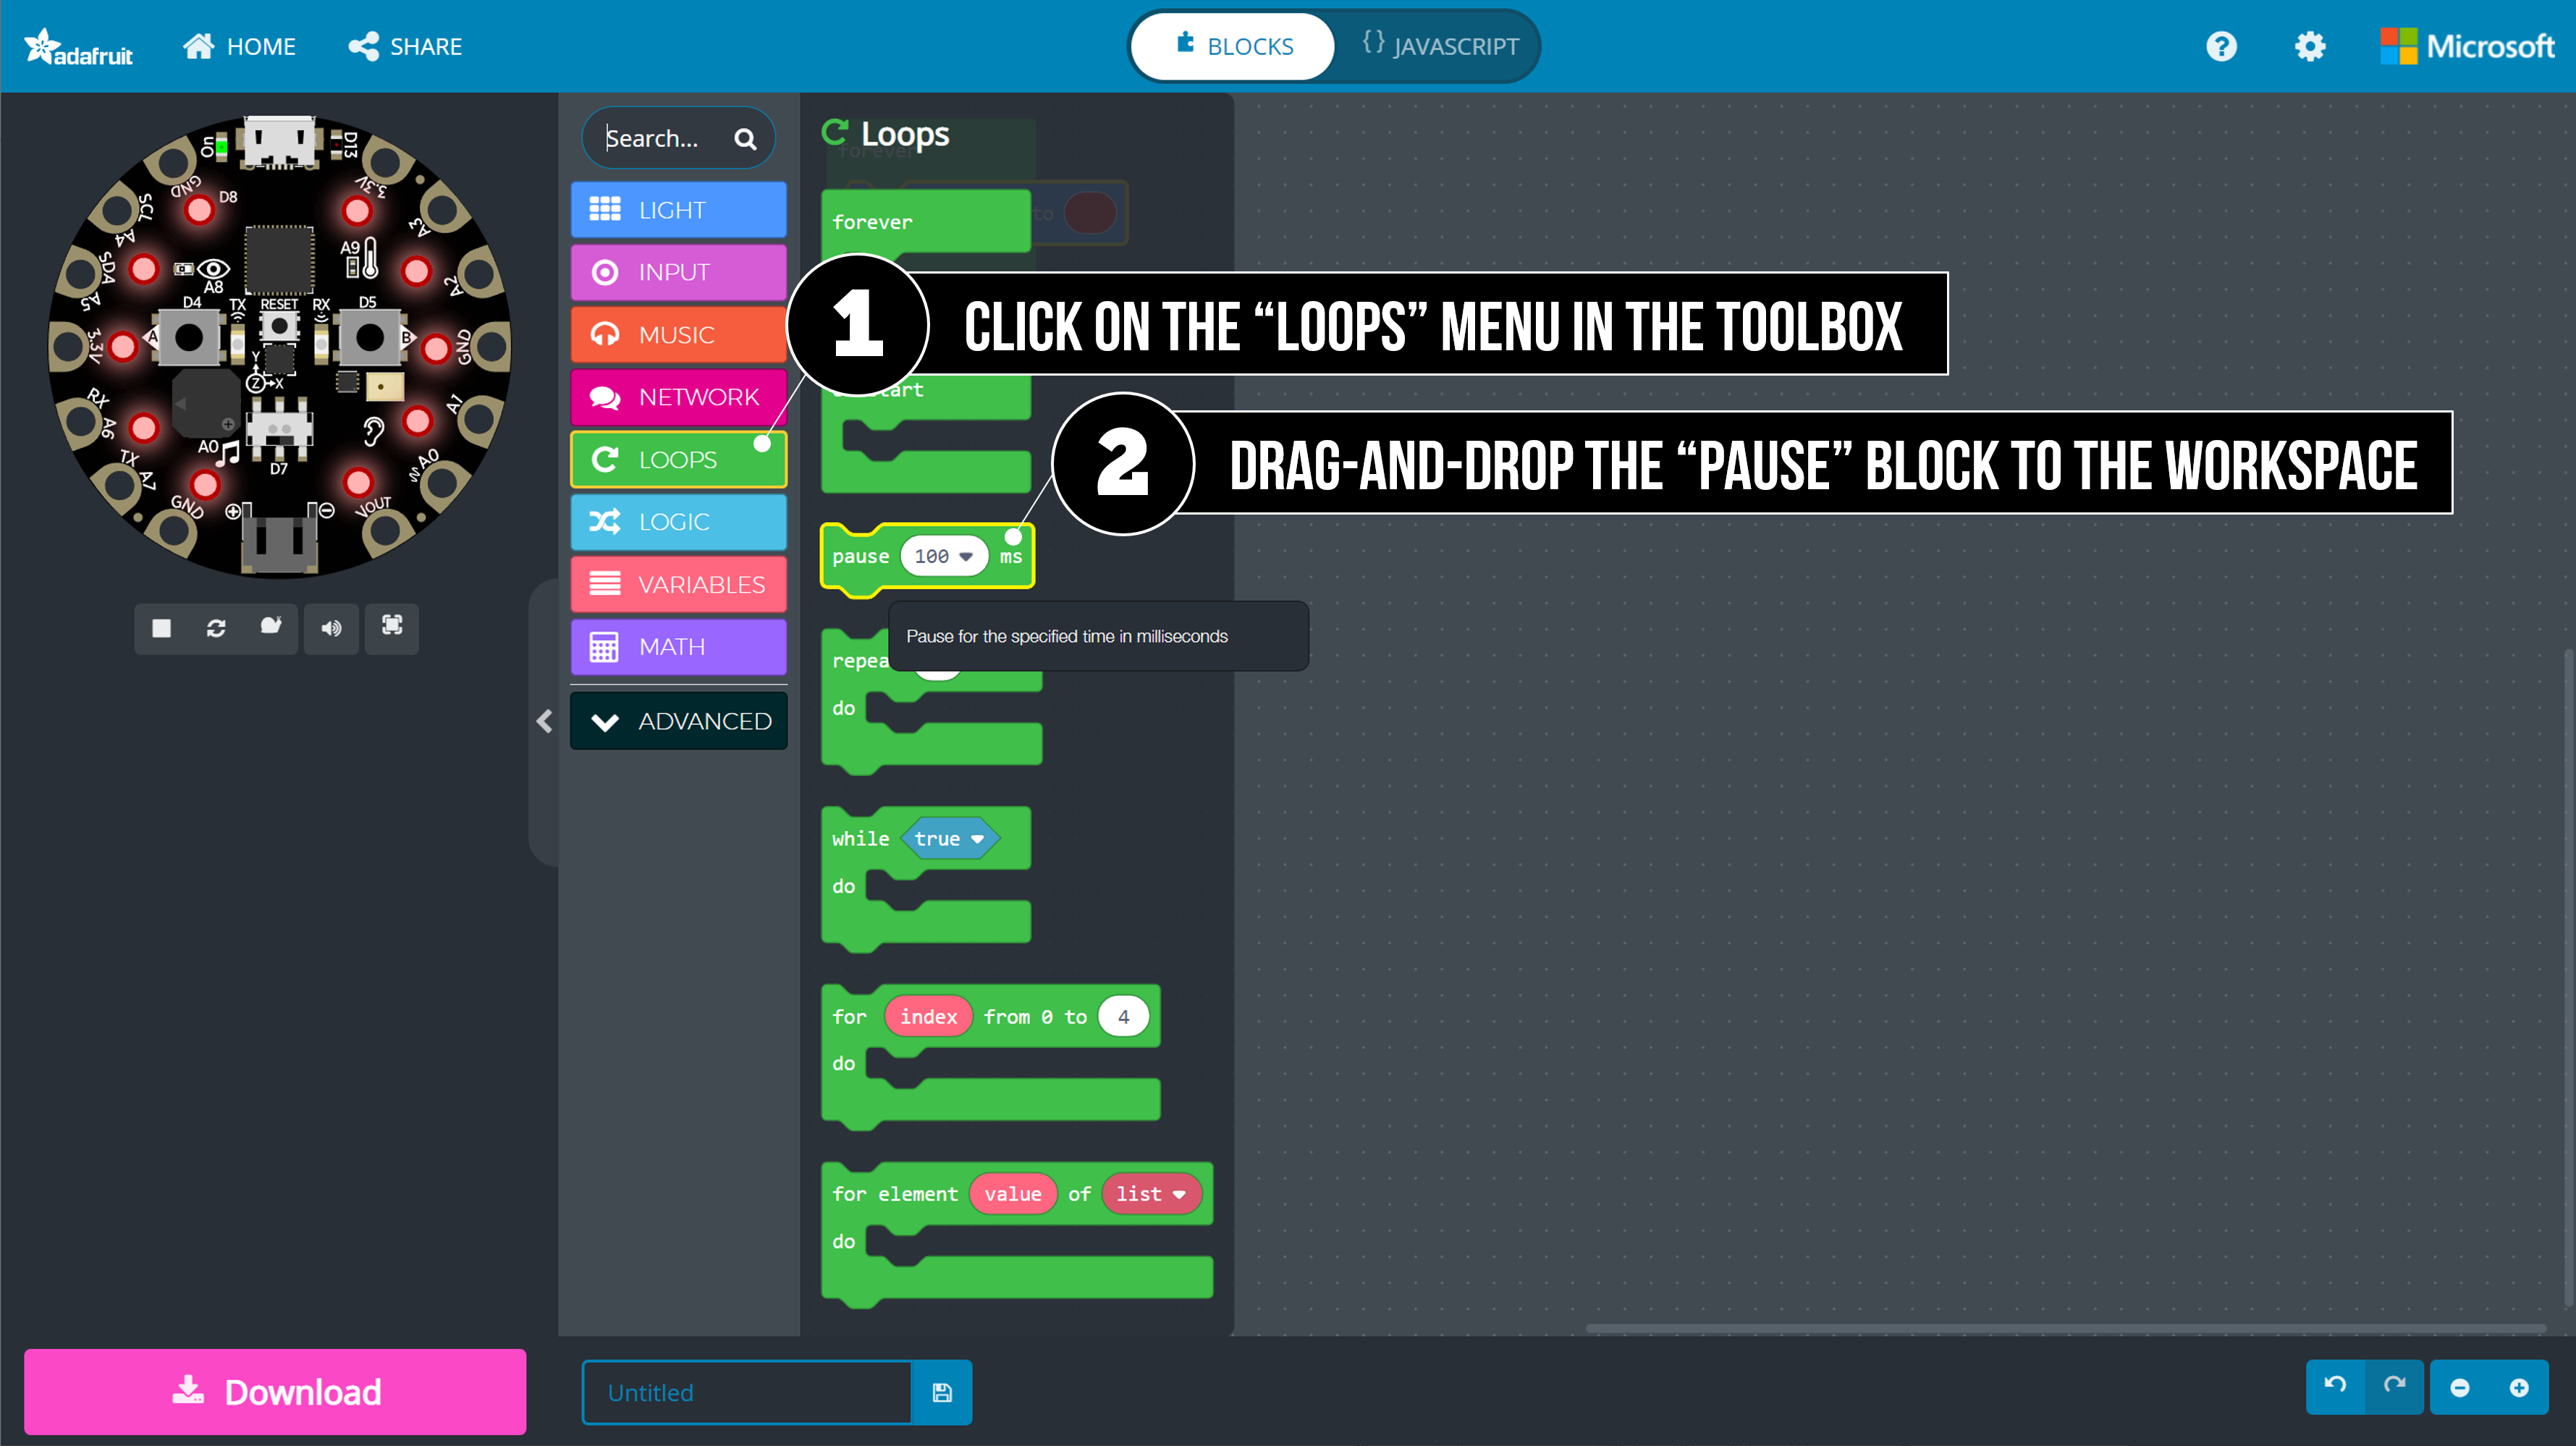 adafruit
HOME
SHARE
BLOCKS
{} JAVASCRIPT
Microsoft
On
D13
GND
D8
3.3V
SCL
A4
A3
SDA
A5
A9
A2
A8
D4
TX
RESET
RX
D5
3.3V
A
B
GND
Y
Z
X
RX
A6
A1
A0
TX
A7
D7
A0
GND
VOUT
Search...
LIGHT
INPUT
MUSIC
NETWORK
LOOPS
LOGIC
VARIABLES
MATH
ADVANCED
Loops
forever
forever
to
1 CLICK ON THE “LOOPS” MENU IN THE TOOLBOX
2 DRAG-AND-DROP THE “PAUSE” BLOCK TO THE WORKSPACE
pause 100 ms
Pause for the specified time in milliseconds
do
while true
do
for index from 0 to 4
do
for element value of list
do
Download
Untitled